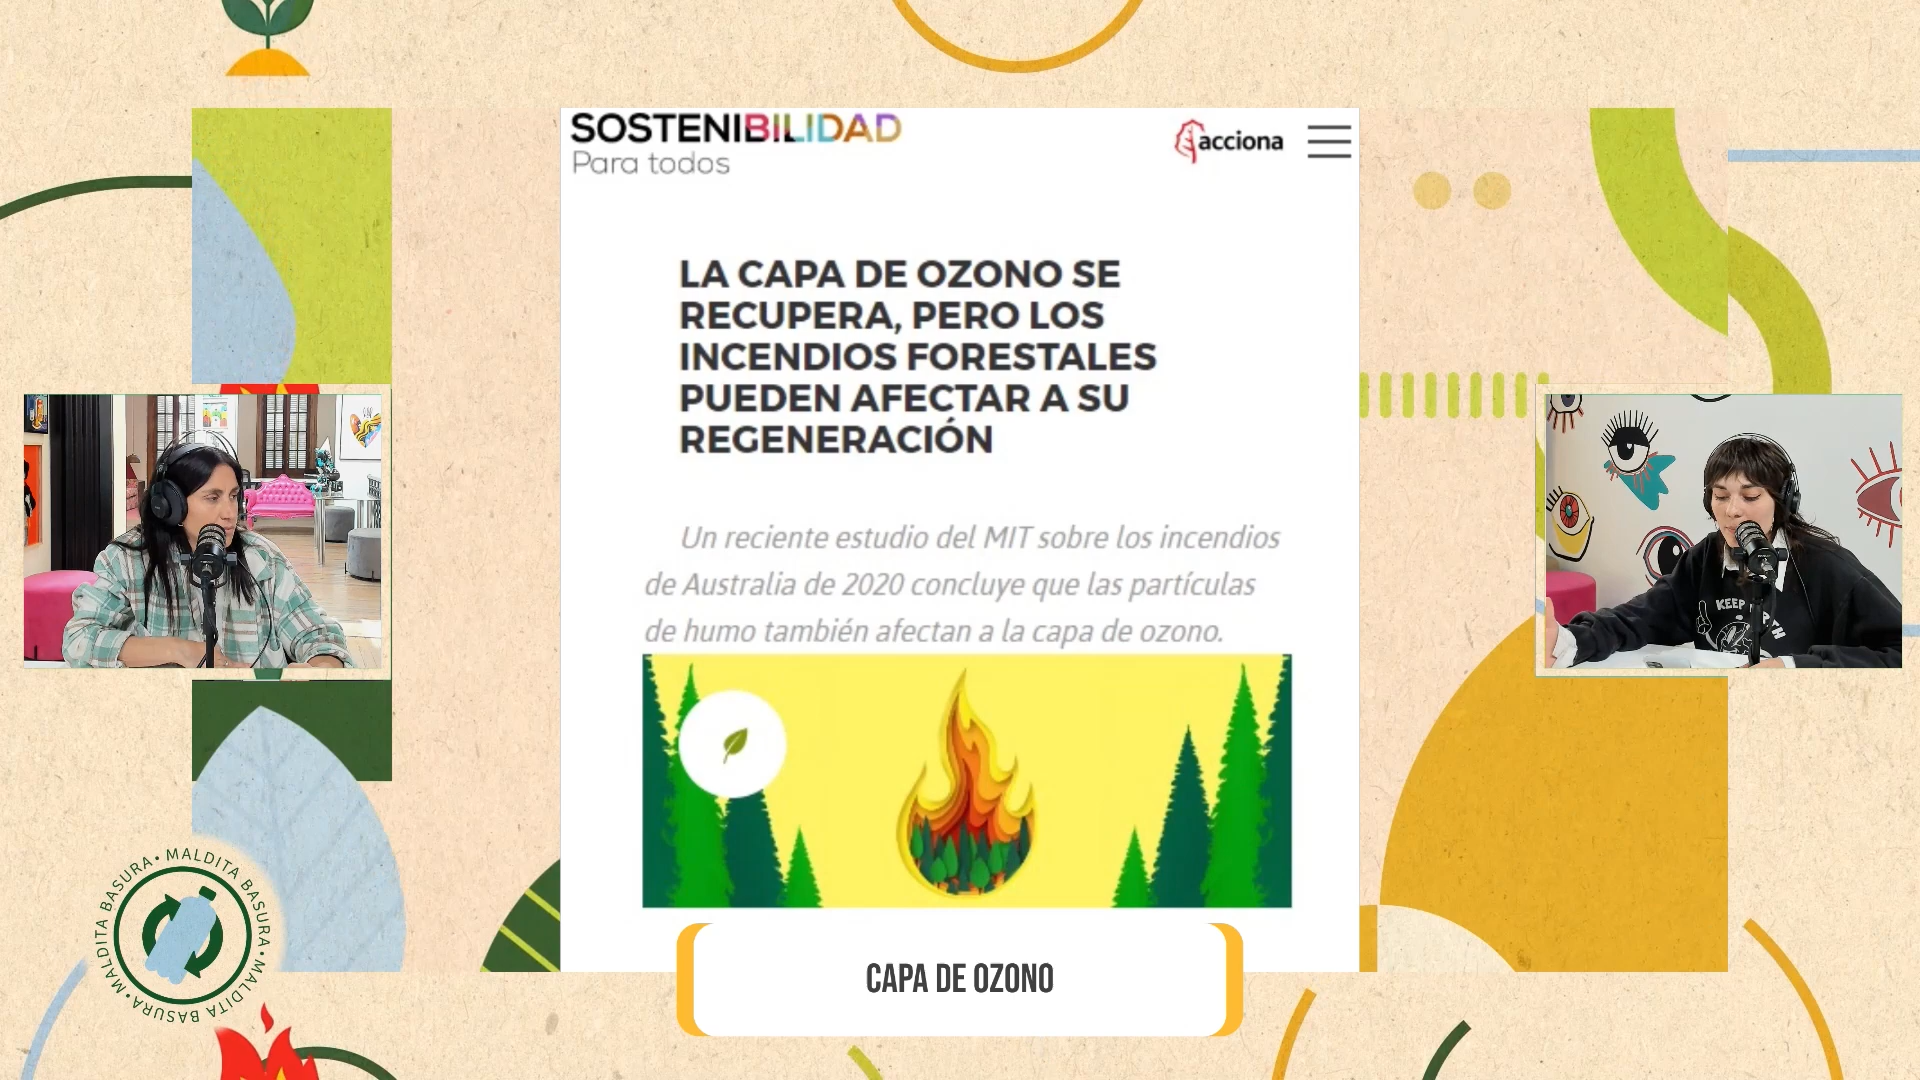 SOSTENIBILIDAD
Para todos
acciona
LA CAPA DE OZONO SE
RECUPERA, PERO LOS
INCENDIOS FORESTALES
PUEDEN AFECTAR A SU
REGENERACIÓN
Un reciente estudio del MIT sobre los incendios
de Australia de 2020 concluye que las partículas
de humo también afectan a la capa de ozono.
KEEP
MALDITA BASURA • MALDITA BASURA • MALDITA BASURA •
CAPA DE OZONO